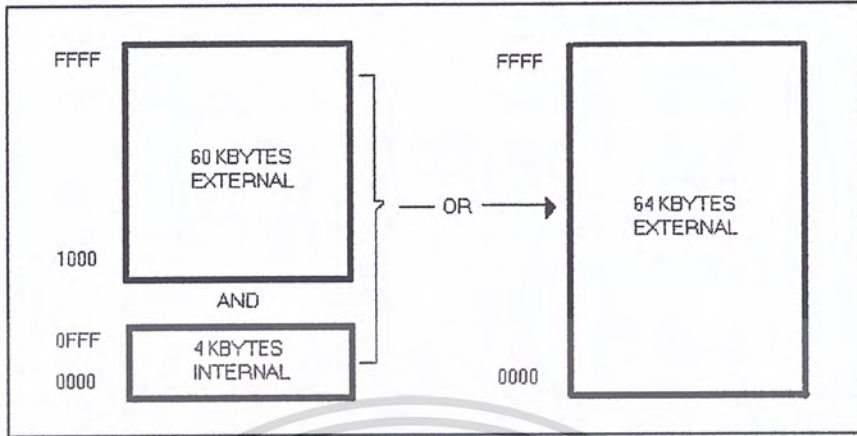 FFFF
60 KBYTES
EXTERNAL
1000
AND
0FFF
4 KBYTES
INTERNAL
0000
OR
FFFF
64 KBYTES
EXTERNAL
0000